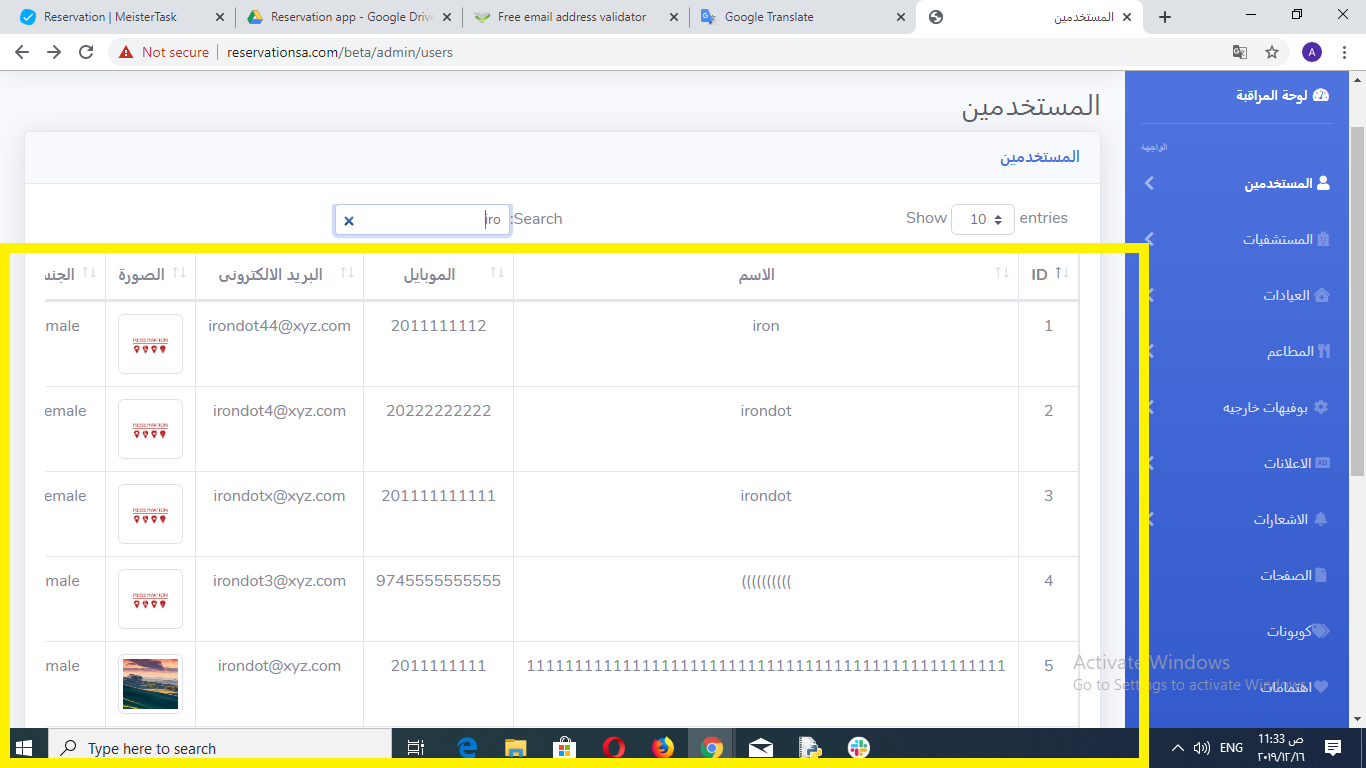 Reservation | MeisterTask
Reservation app - Google Drive
Free email address validator
Google Translate
المستخدمين
Not secure
reservationsa.com/beta/admin/users
A
لوحة المراقبة
الواجهه
المستخدمين
المستشفيات
العيادات
المطاعم
بوفيهات خارجيه
الاعلانات
الاشعارات
الصفحات
كوبونات
اهتمامات
المستخدمين
المستخدمين
Show 10 entries
Search:
iro
ID الاسم الموبايل البريد الالكترونى الصورة الجنس
1 iron 2011111112 irondot44@xyz.com RESERVATION male
2 irondot 20222222222 irondot4@xyz.com RESERVATION emale
3 irondot 201111111111 irondotx@xyz.com RESERVATION emale
4 (((((((((( 9745555555555 irondot3@xyz.com RESERVATION male
5 2011111111 irondot@xyz.com male
Activate Windows
Go to Settings to activate Windows.
Type here to search
ENG
11:33 ص
٢٠١٩/١٢/١٦